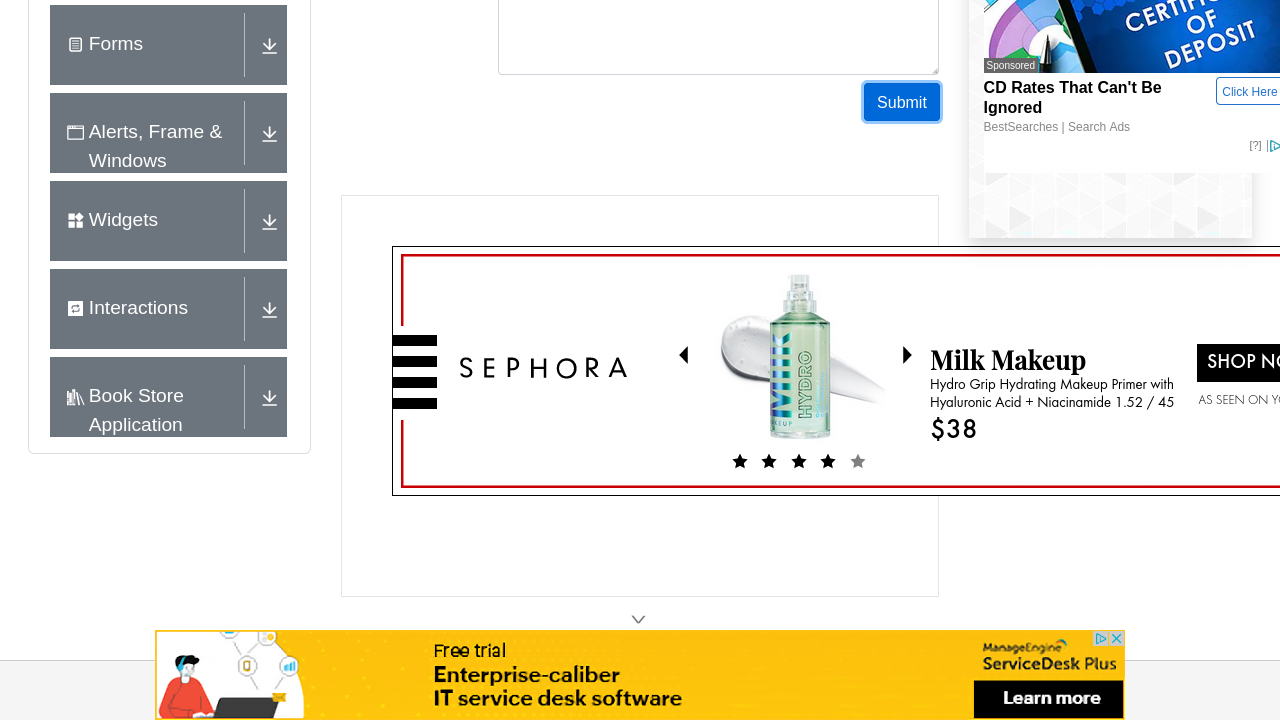 Forms
Alerts, Frame &
Windows
Widgets
Interactions
Book Store
Application
Submit
CERTIFIC
OF
DEPOSIT
Sponsored
CD Rates That Can't Be
Ignored
BestSearches | Search Ads
Click Here
[?]
SEPHORA
Milk
HYDRO
Milk Makeup
Hydro Grip Hydrating Makeup Primer with
Hyaluronic Acid + Niacinamide 1.52 / 45
$38
SHOP NO
AS SEEN ON YO
Free trial
Enterprise-caliber
IT service desk software
ManageEngine
ServiceDesk Plus
Learn more